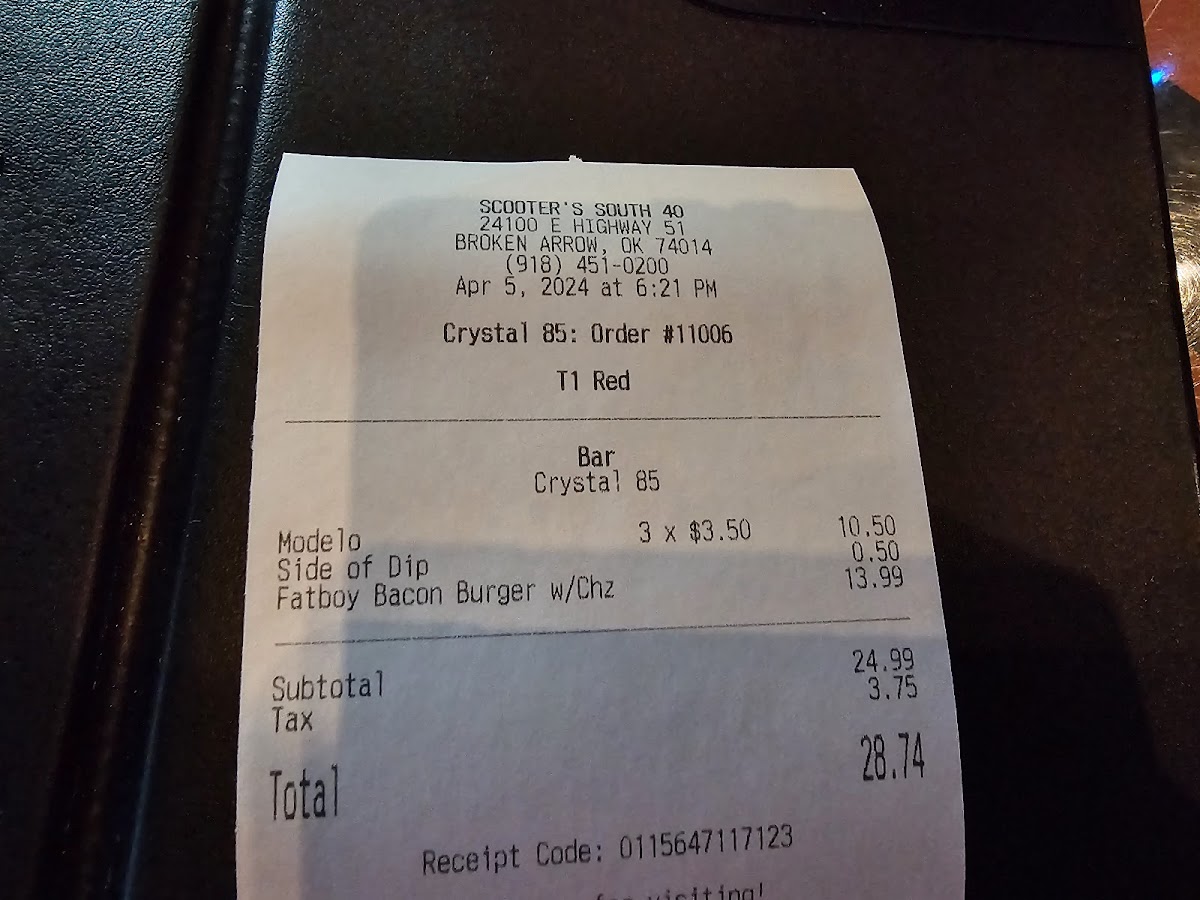 SCOOTER'S SOUTH 40
24100 E HIGHWAY 51
BROKEN ARROW, OK 74014
(918) 451-0200
Apr 5, 2024 at 6:21 PM
Crystal 85: Order #11006
T1 Red
Bar
Crystal 85
Modelo 3 x $3.50 10.50
Side of Dip 0.50
Fatboy Bacon Burger w/Chz 13.99
Subtotal 24.99
Tax 3.75
Total 28.74
Receipt Code: 0115647117123
for visiting!